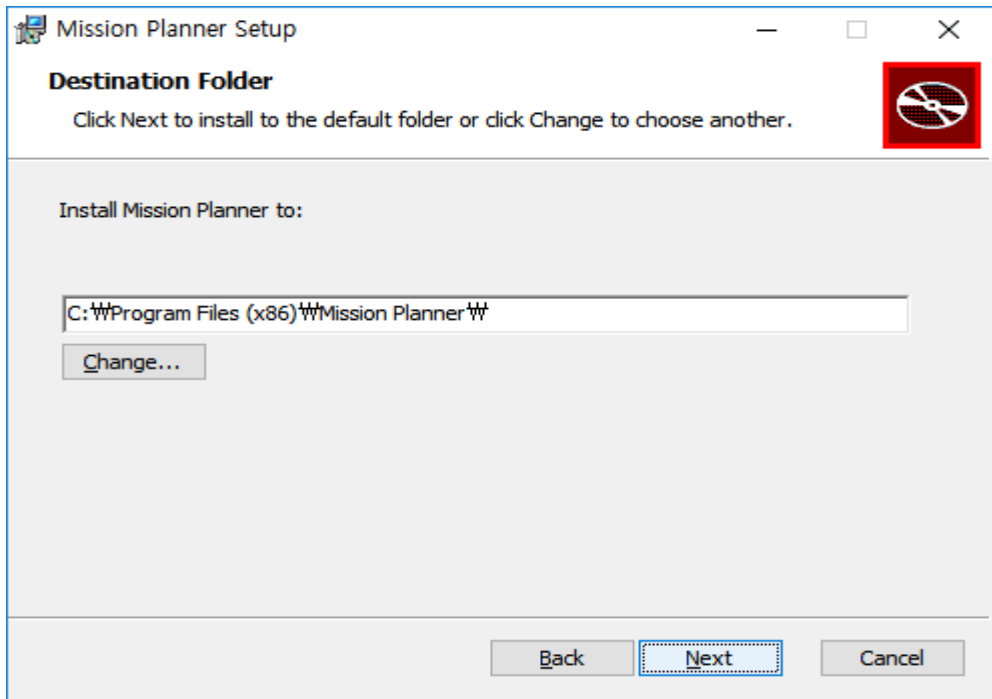 Mission Planner Setup
Destination Folder
Click Next to install to the default folder or click Change to choose another.
Install Mission Planner to:
C:₩Program Files (x86)₩Mission Planner₩
Change...
Back Next Cancel